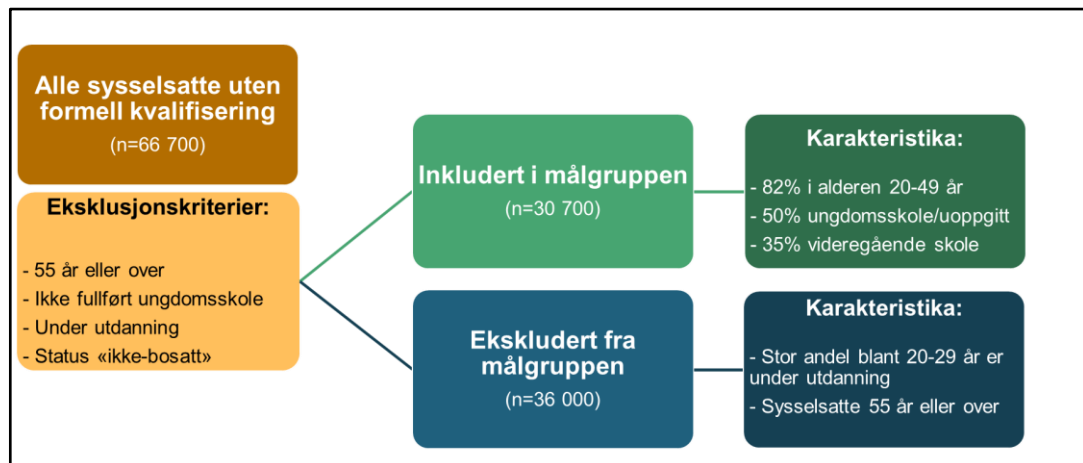 Alle sysselsatte uten
formell kvalifisering
(n=66 700)
Eksklusjonskriterier:
- 55 år eller over
- Ikke fullført ungdomsskole
- Under utdanning
- Status «ikke-bosatt»
Inkludert i målgruppen
(n=30 700)
Karakteristika:
- 82% i alderen 20-49 år
- 50% ungdomsskole/uoppgitt
- 35% videregående skole
Ekskludert fra
målgruppen
(n=36 000)
Karakteristika:
- Stor andel blant 20-29 år er
under utdanning
- Sysselsatte 55 år eller over